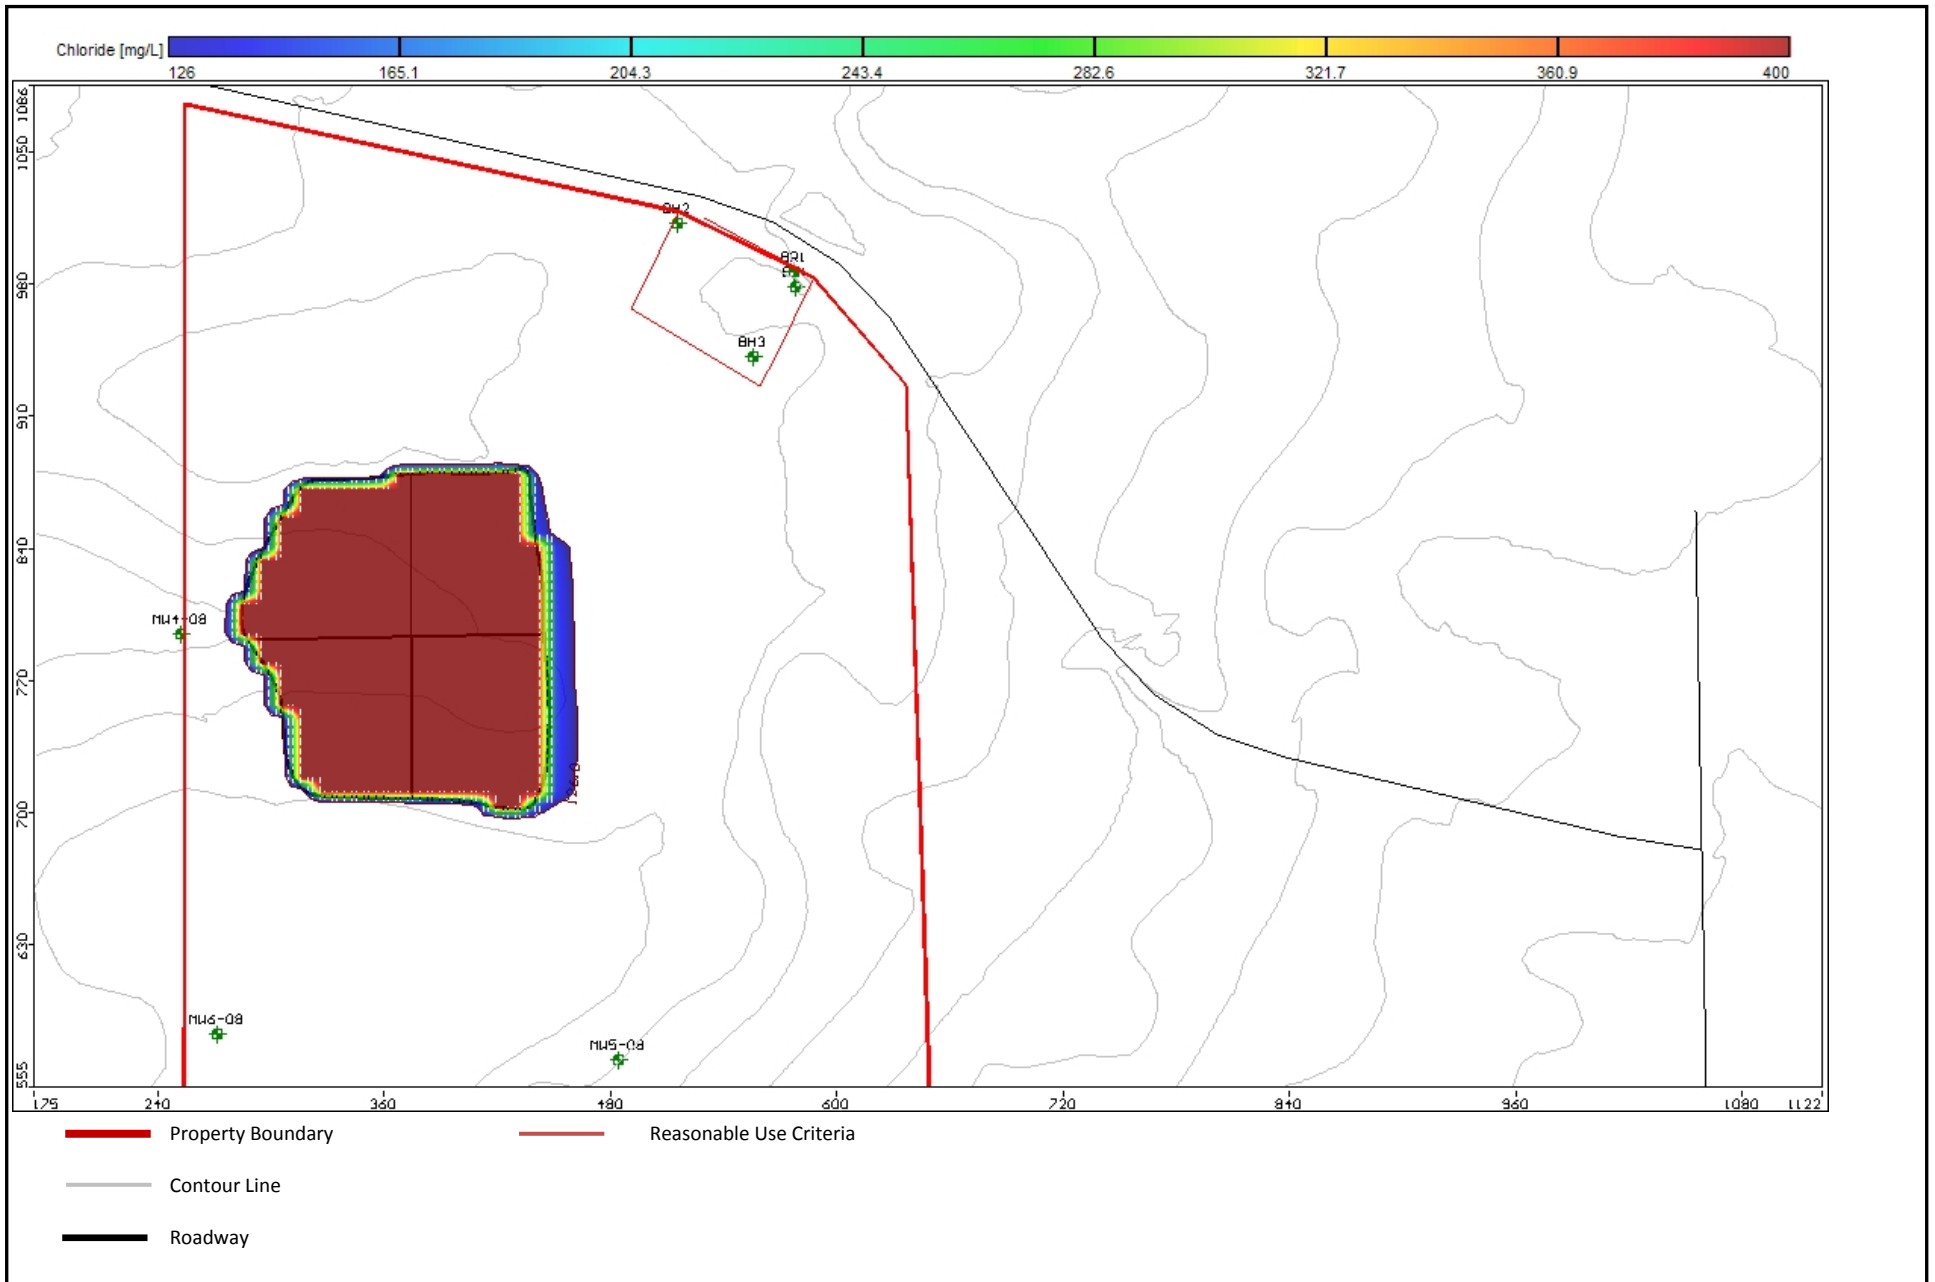 Chloride [mg/L]
126 165.1 204.3 243.4 282.6 321.7 360.9 400
1086
1050
980
910
840
770
700
630
555
BH2
BR1
BH3
MW4-08
MW6-08
MW5-08
175 240 360 480 600 720 840 960 1080 1122
Property Boundary
Reasonable Use Criteria
Contour Line
Roadway